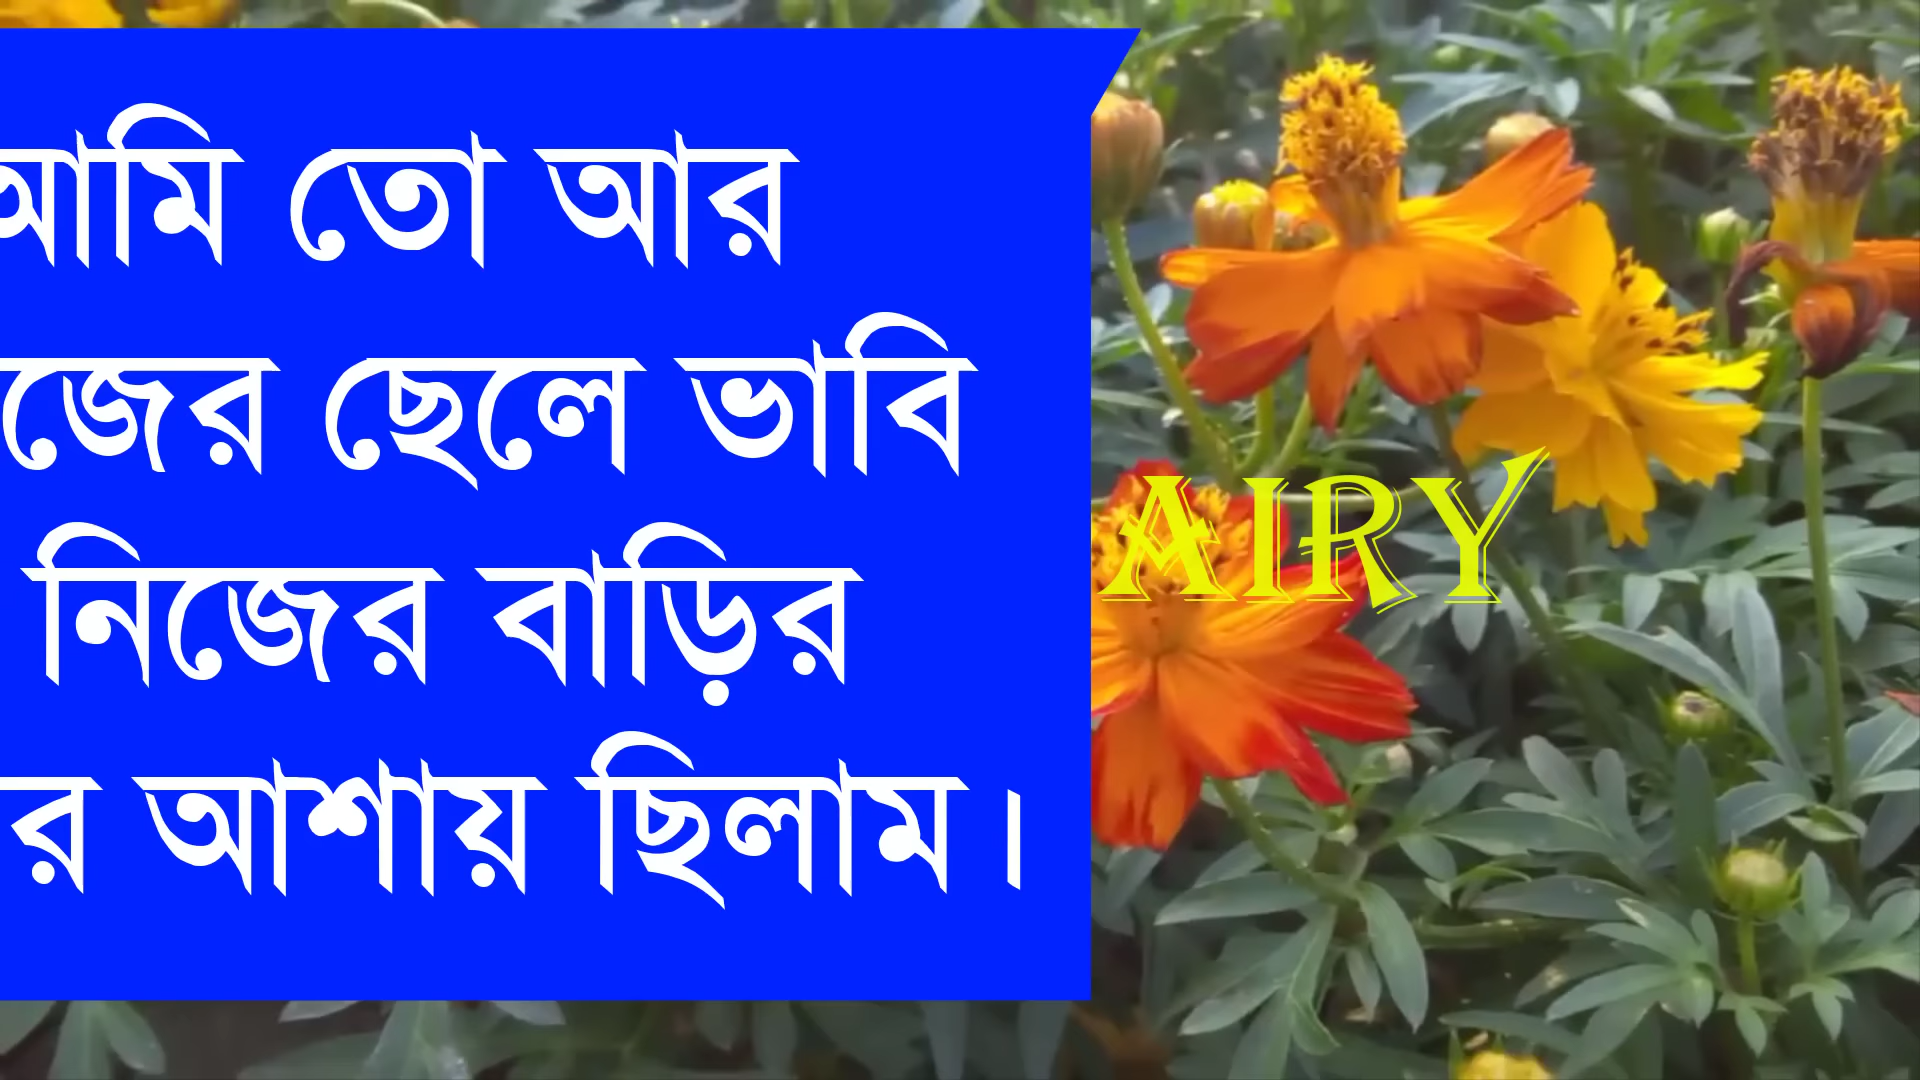 আমি তো আর
ছেলে ভাবি
নিজের বাড়ির
আশায় ছিলাম।
AIRY